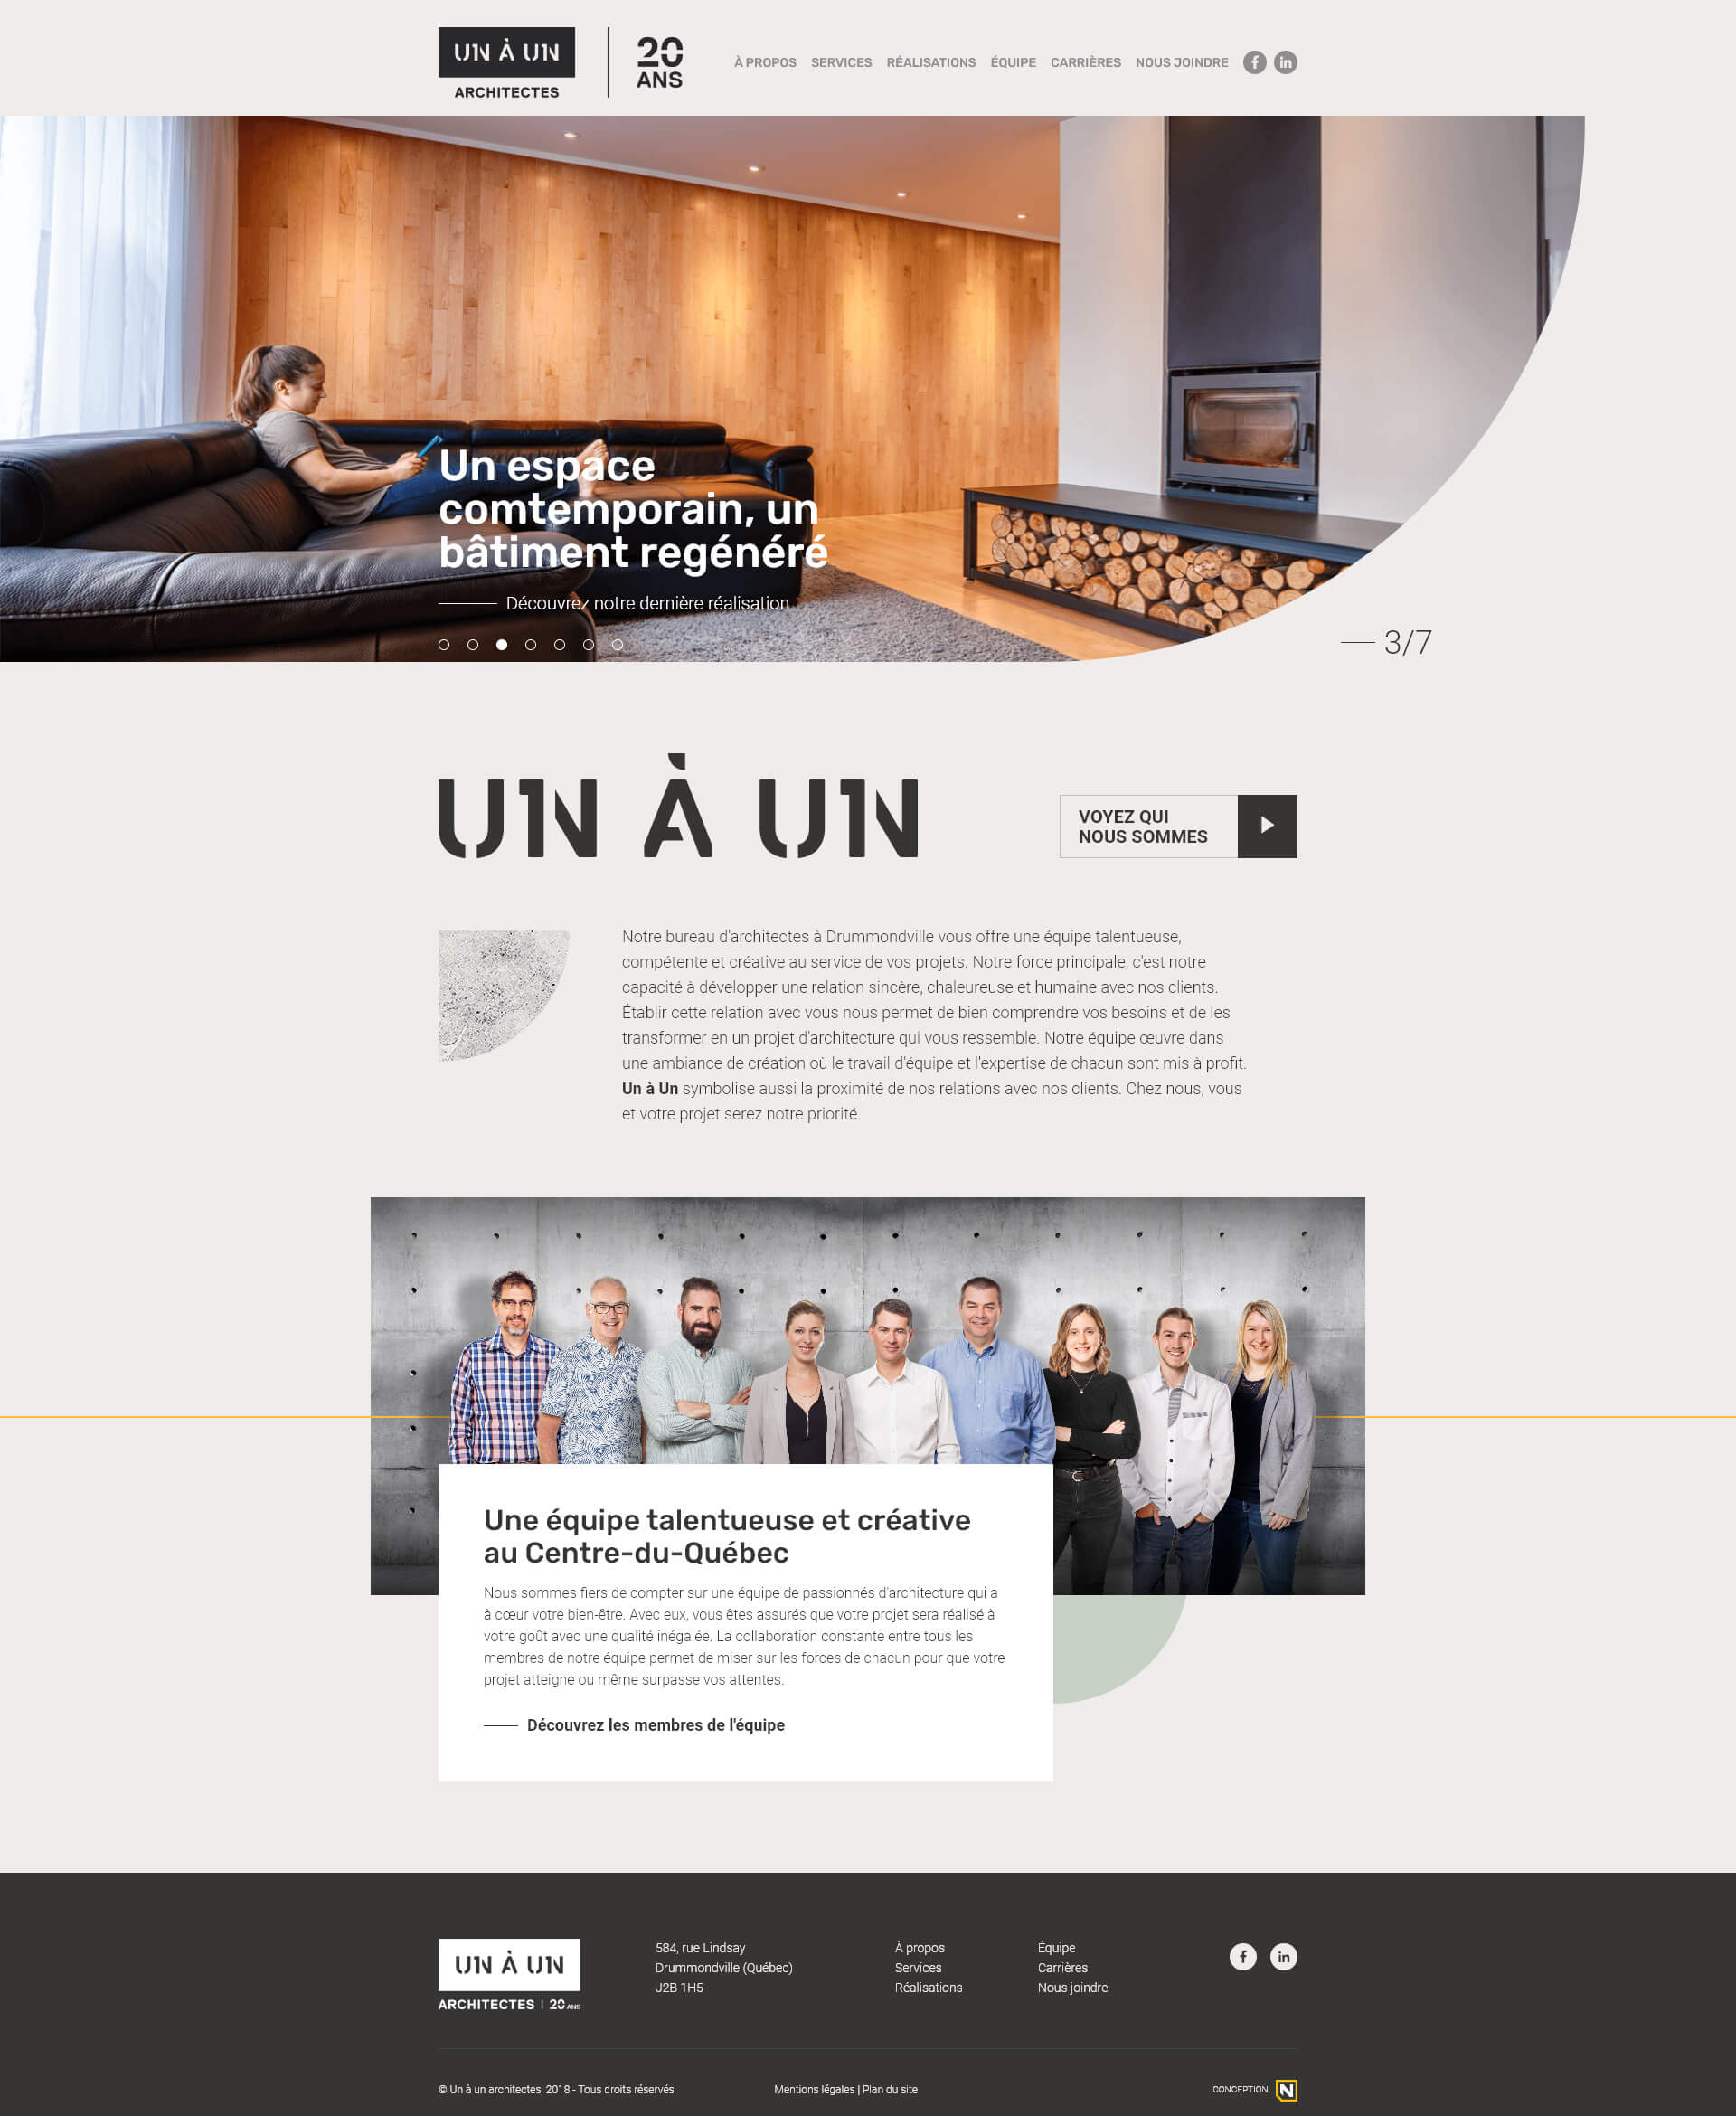 UN À UN
ARCHITECTES
20
ANS
À PROPOS SERVICES RÉALISATIONS ÉQUIPE CARRIÈRES NOUS JOINDRE
Un espace
comtemporain, un
bâtiment regénéré
Découvrez notre dernière réalisation
3/7
UN À UN
VOYEZ QUI
NOUS SOMMES
Notre bureau d'architectes à Drummondville vous offre une équipe talentueuse,
compétente et créative au service de vos projets. Notre force principale, c'est notre
capacité à développer une relation sincère, chaleureuse et humaine avec nos clients.
Établir cette relation avec vous nous permet de bien comprendre vos besoins et de les
transformer en un projet d'architecture qui vous ressemble. Notre équipe œuvre dans
une ambiance de création où le travail d'équipe et l'expertise de chacun sont mis à profit.
Un à Un symbolise aussi la proximité de nos relations avec nos clients. Chez nous, vous
et votre projet serez notre priorité.
Une équipe talentueuse et créative
au Centre-du-Québec
Nous sommes fiers de compter sur une équipe de passionnés d'architecture qui a
à cœur votre bien-être. Avec eux, vous êtes assurés que votre projet sera réalisé à
votre goût avec une qualité inégalée. La collaboration constante entre tous les
membres de notre équipe permet de miser sur les forces de chacun pour que votre
projet atteigne ou même surpasse vos attentes.
Découvrez les membres de l'équipe
UN À UN
ARCHITECTES | 20 ANS
584, rue Lindsay
Drummondville (Québec)
J2B 1H5
À propos
Services
Réalisations
Équipe
Carrières
Nous joindre
© Un à un architectes, 2018 - Tous droits réservés
Mentions légales | Plan du site
CONCEPTION N